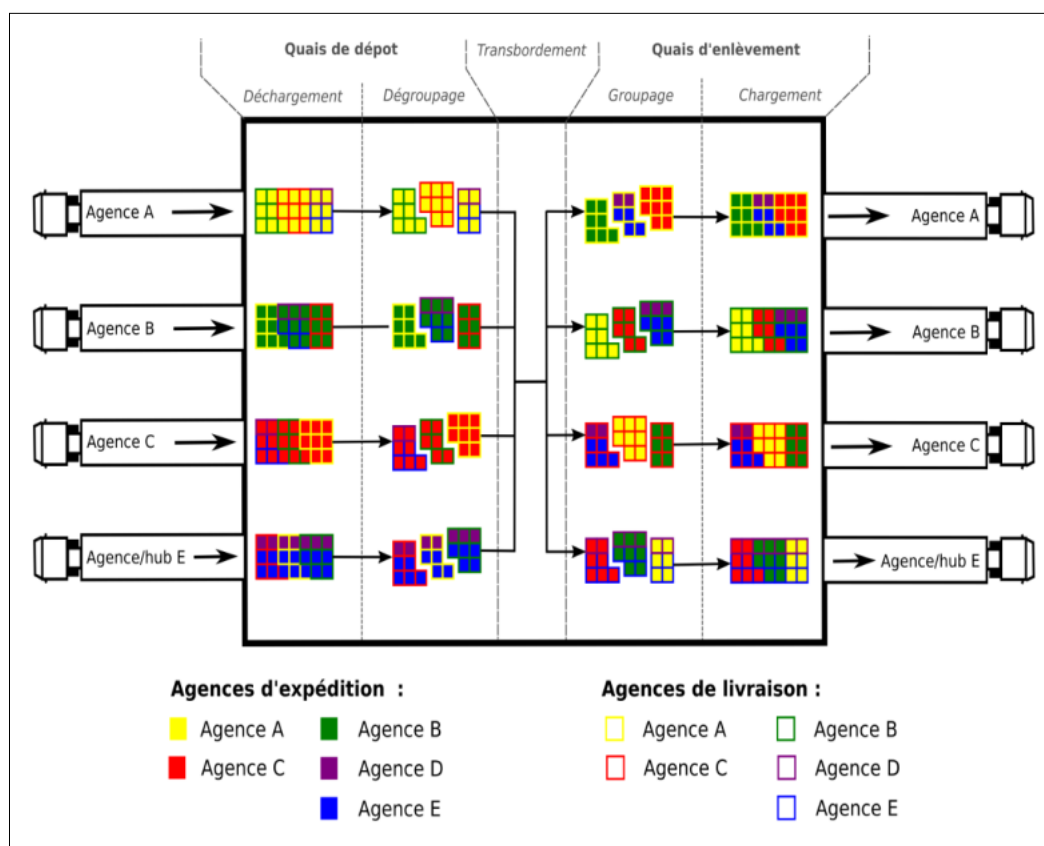 Quais de dépot
Transbordement
Quais d'enlèvement
Déchargement
Dégroupage
Groupage
Chargement
Agence A
Agence A
Agence B
Agence B
Agence C
Agence C
Agence/hub E
Agence/hub E
Agences d'expédition :
Agence A
Agence B
Agence C
Agence D
Agence E
Agences de livraison :
Agence A
Agence B
Agence C
Agence D
Agence E